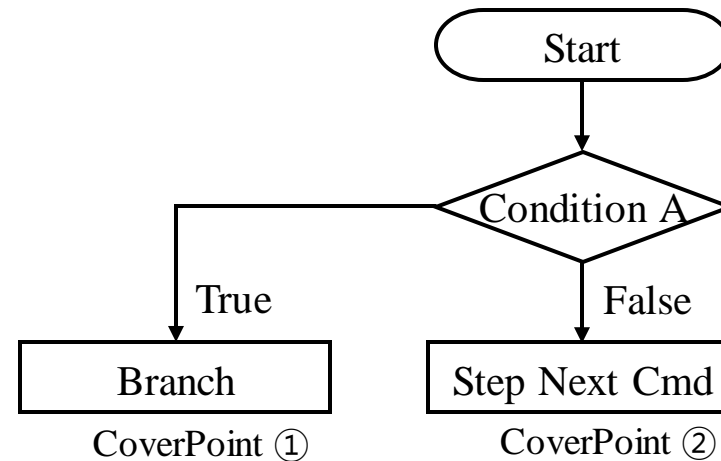 Start
Condition A
True
False
Branch
Step Next Cmd
CoverPoint ①
CoverPoint ②